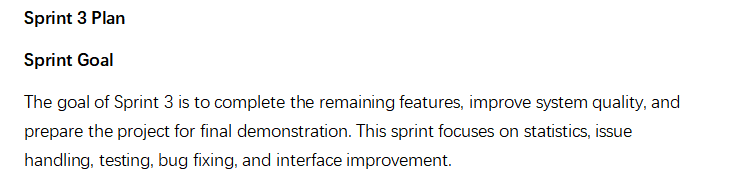 Sprint 3 Plan
Sprint Goal
The goal of Sprint 3 is to complete the remaining features, improve system quality, and
prepare the project for final demonstration. This sprint focuses on statistics, issue
handling, testing, bug fixing, and interface improvement.